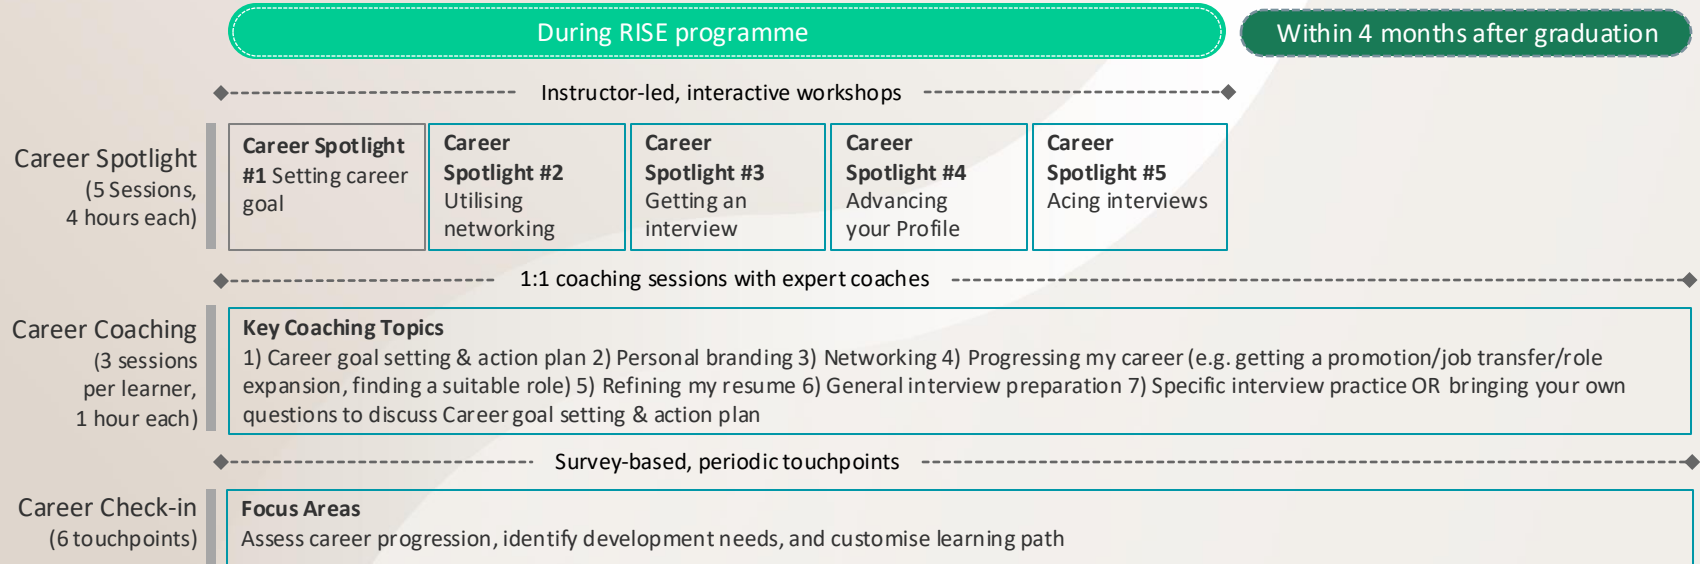 During RISE programme
Within 4 months after graduation
Instructor-led, interactive workshops
Career Spotlight
(5 Sessions,
4 hours each)
Career Spotlight
#1 Setting career
goal
Career
Spotlight #2
Utilising
networking
Career
Spotlight #3
Getting an
interview
Career
Spotlight #4
Advancing
your Profile
Career
Spotlight #5
Acing interviews
1:1 coaching sessions with expert coaches
Career Coaching
(3 sessions
per learner,
1 hour each)
Key Coaching Topics
1) Career goal setting & action plan 2) Personal branding 3) Networking 4) Progressing my career (e.g. getting a promotion/job transfer/role
expansion, finding a suitable role) 5) Refining my resume 6) General interview preparation 7) Specific interview practice OR bringing your own
questions to discuss Career goal setting & action plan
Survey-based, periodic touchpoints
Career Check-in
(6 touchpoints)
Focus Areas
Assess career progression, identify development needs, and customise learning path